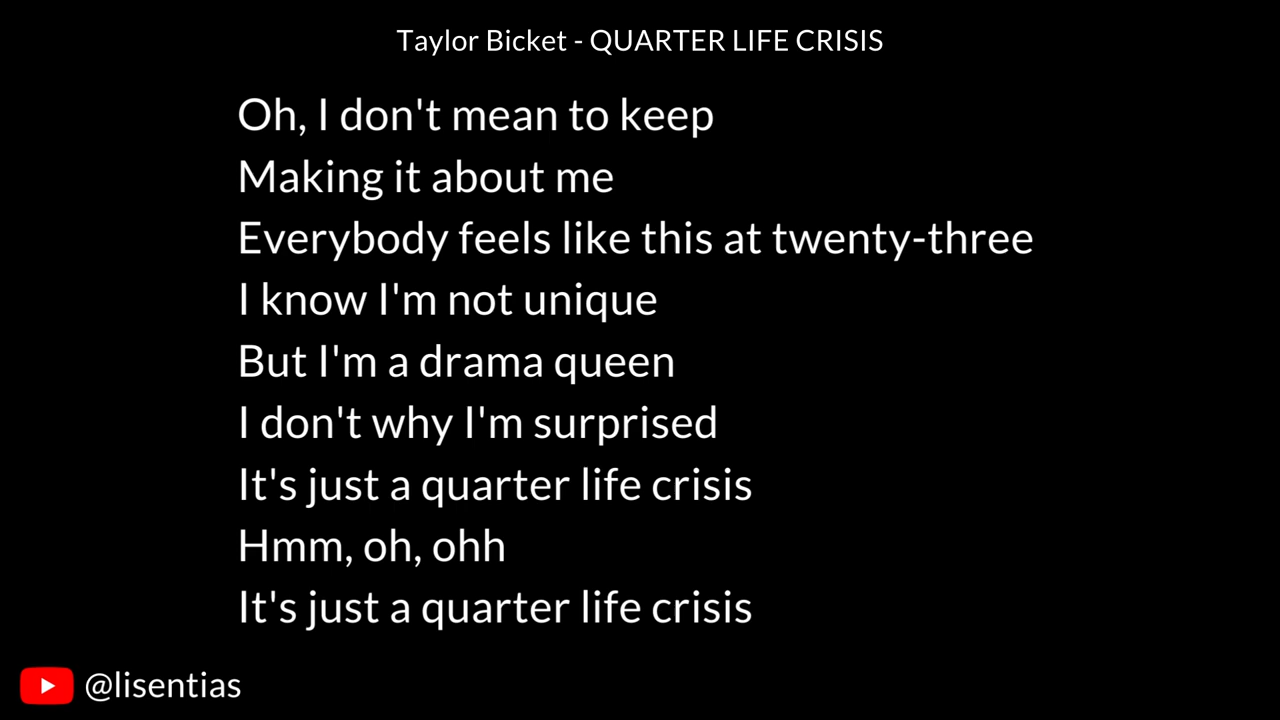 Taylor Bicket - QUARTER LIFE CRISIS
Oh, I don't mean to keep
Making it about me
Everybody feels like this at twenty-three
I know I'm not unique
But I'm a drama queen
I don't why I'm surprised
It's just a quarter life crisis
Hmm, oh, ohh
It's just a quarter life crisis
@lisentias